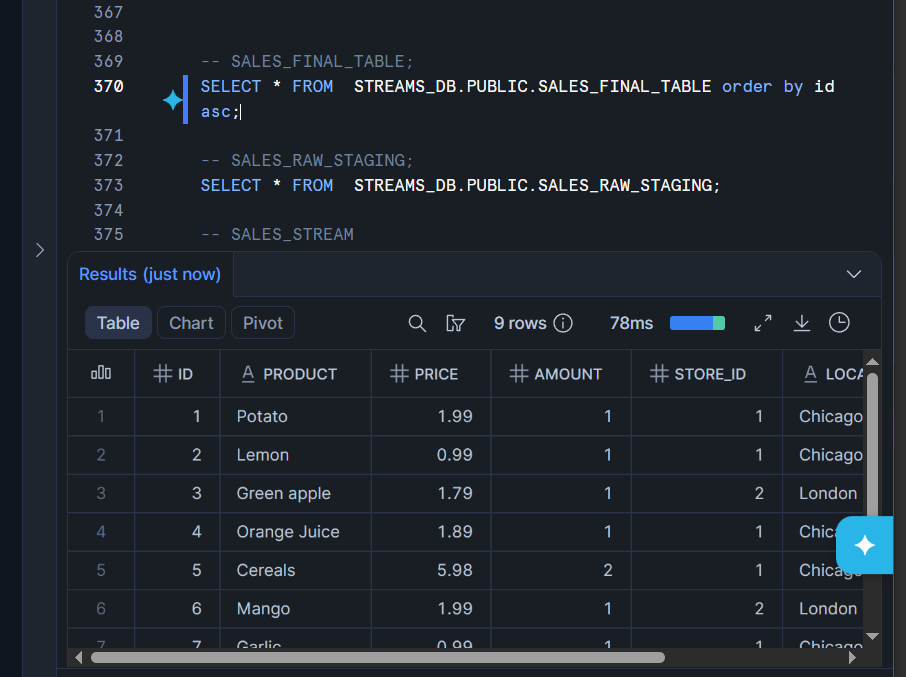 367
368
369 -- SALES_FINAL_TABLE;
370 SELECT * FROM  STREAMS_DB.PUBLIC.SALES_FINAL_TABLE order by id
asc;
371
372 -- SALES_RAW_STAGING;
373 SELECT * FROM  STREAMS_DB.PUBLIC.SALES_RAW_STAGING;
374
375 -- SALES_STREAM
Results (just now)
Table Chart Pivot 9 rows 78ms
ID PRODUCT PRICE AMOUNT STORE_ID LOCA
1 1 Potato 1.99 1 1 Chicago
2 2 Lemon 0.99 1 1 Chicago
3 3 Green apple 1.79 1 2 London
4 4 Orange Juice 1.89 1 1 Chica
5 5 Cereals 5.98 2 1 Chicago
6 6 Mango 1.99 1 2 London
7 7 Garlic 0.99 1 1 Chicago